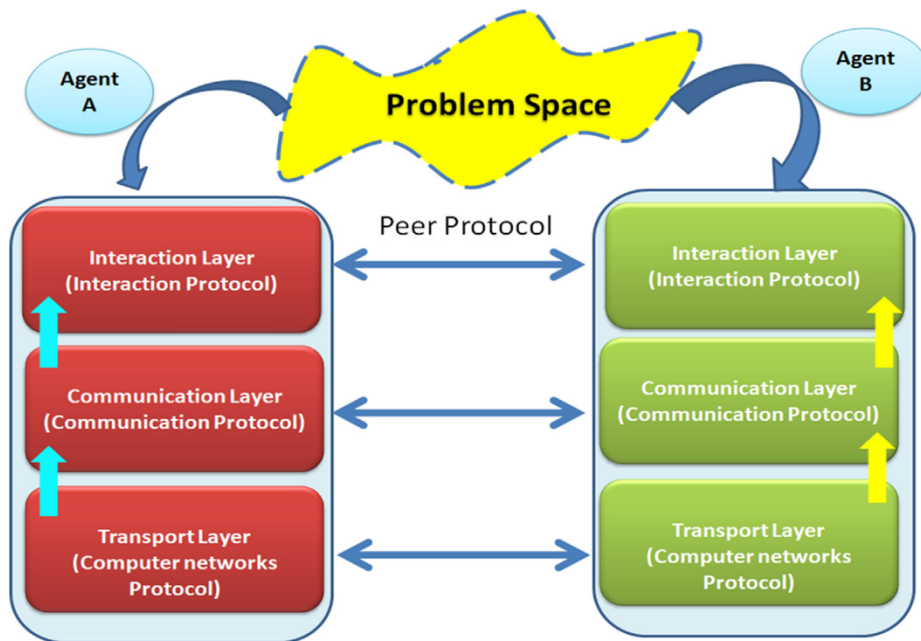 Agent
A
Problem Space
Agent
B
Peer Protocol
Interaction Layer
(Interaction Protocol)
Interaction Layer
(Interaction Protocol)
Communication Layer
(Communication Protocol)
Communication Layer
(Communication Protocol)
Transport Layer
(Computer networks
Protocol)
Transport Layer
(Computer networks
Protocol)